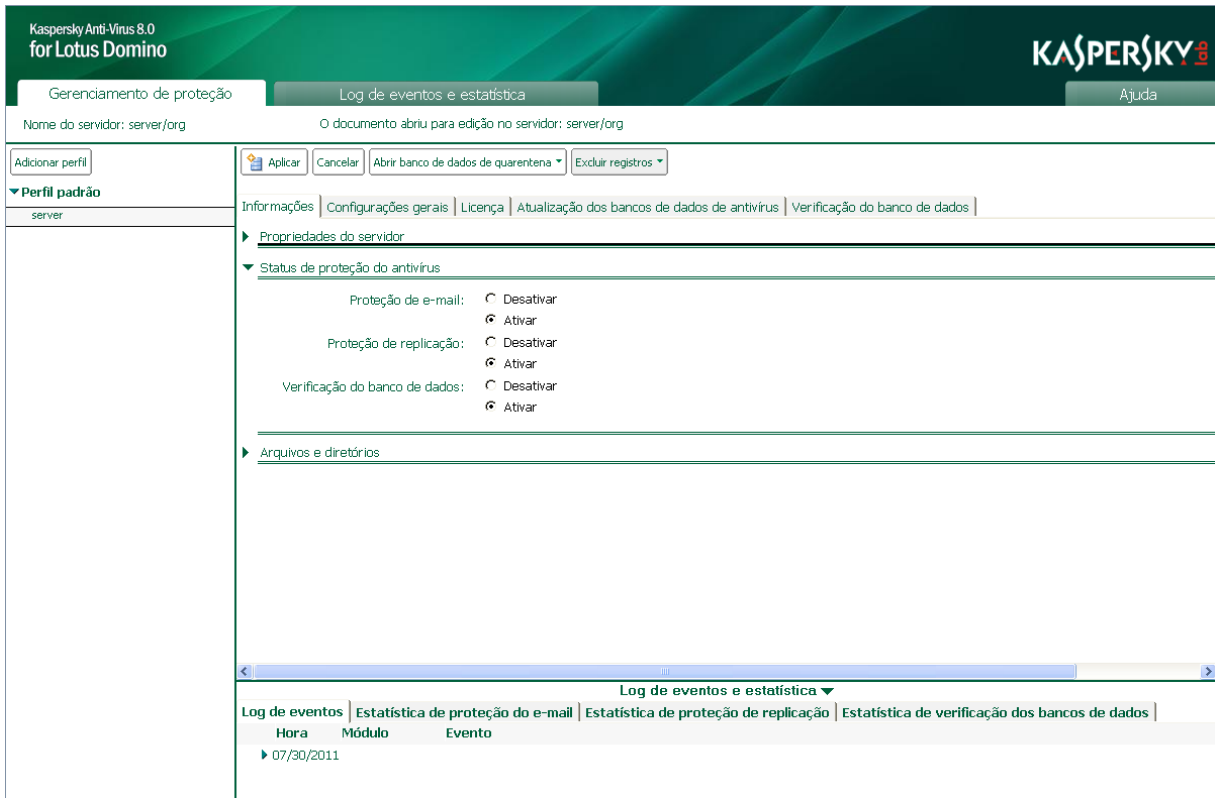 Kaspersky Anti-Virus 8.0
for Lotus Domino
KASPERSKY lab
Gerenciamento de proteção
Log de eventos e estatística
Ajuda
Nome do servidor: server/org
O documento abriu para edição no servidor: server/org
Adicionar perfil
Aplicar
Cancelar
Abrir banco de dados de quarentena
Excluir registros
Perfil padrão
server
Informações
Configurações gerais
Licença
Atualização dos bancos de dados de antivírus
Verificação do banco de dados
Propriedades do servidor
Status de proteção do antivírus
Proteção de e-mail:
Desativar
Ativar
Proteção de replicação:
Desativar
Ativar
Verificação do banco de dados:
Desativar
Ativar
Arquivos e diretórios
Log de eventos e estatística
Log de eventos
Estatística de proteção do e-mail
Estatística de proteção de replicação
Estatística de verificação dos bancos de dados
Hora
Módulo
Evento
07/30/2011